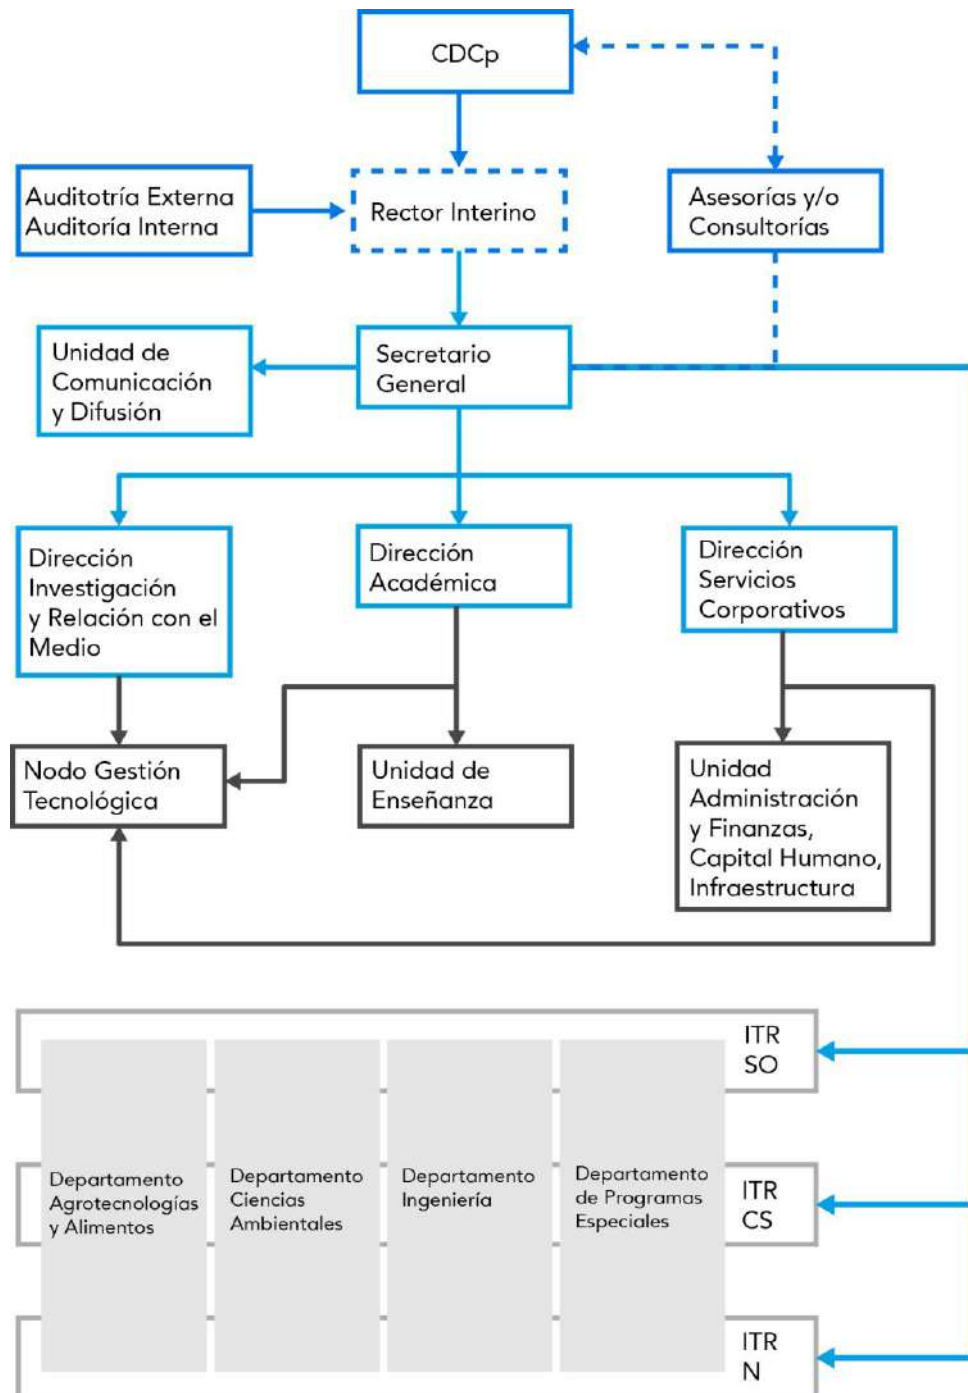 CDCp
Auditotría Externa
Auditoría Interna
Rector Interino
Asesorías y/o
Consultorías
Unidad de
Comunicación
y Difusión
Secretario
General
Dirección
Investigación
y Relación con el
Medio
Dirección
Académica
Dirección
Servicios
Corporativos
Nodo Gestión
Tecnológica
Unidad de
Enseñanza
Unidad
Administración
y Finanzas,
Capital Humano,
Infraestructura
ITR
SO
Departamento
Agrotecnologías
y Alimentos
Departamento
Ciencias
Ambientales
Departamento
Ingeniería
Departamento
de Programas
Especiales
ITR
CS
ITR
N